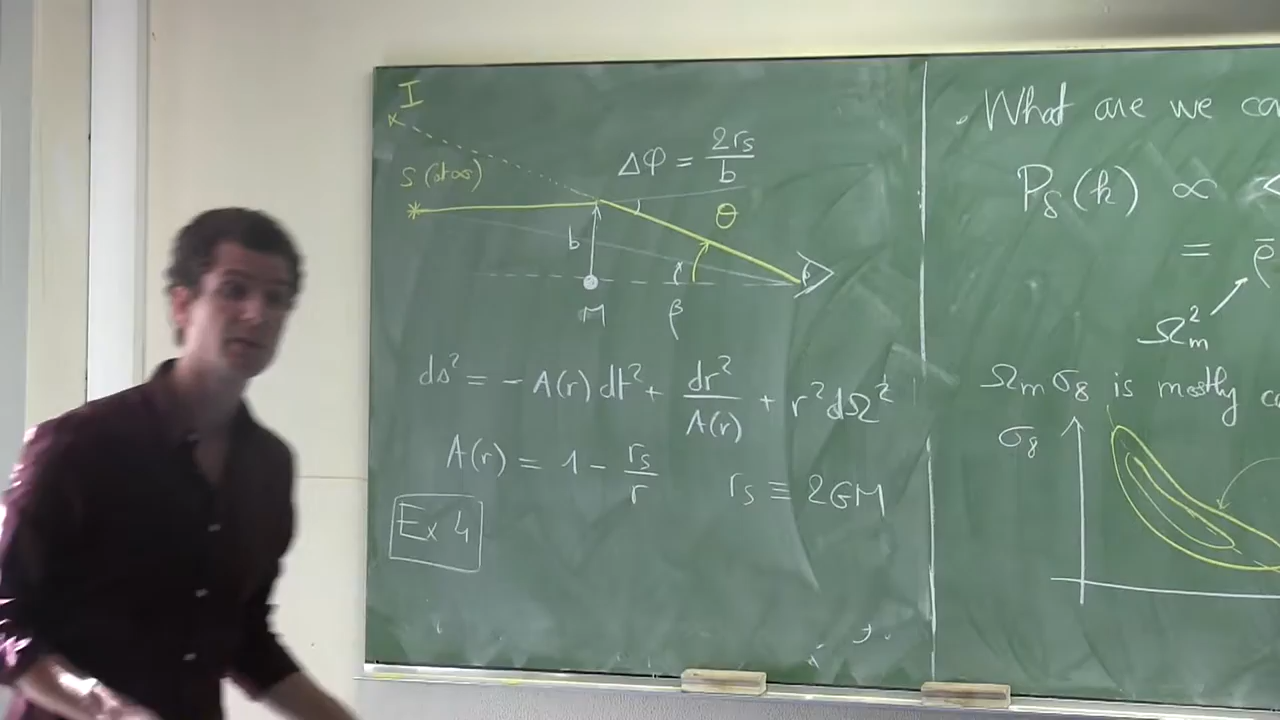 I
S (at ∞)
Δφ = 2rs/b
θ
b
M
β
ds² = - A(r) dt² + dr²/A(r) + r² dΩ²
A(r) = 1 - rs/r
rs ≡ 2GM
Ex 4
. What are we
Pδ(k) ∝ <
= ρ̄
Ωm²
Ωm σ8 is mostly
σ8